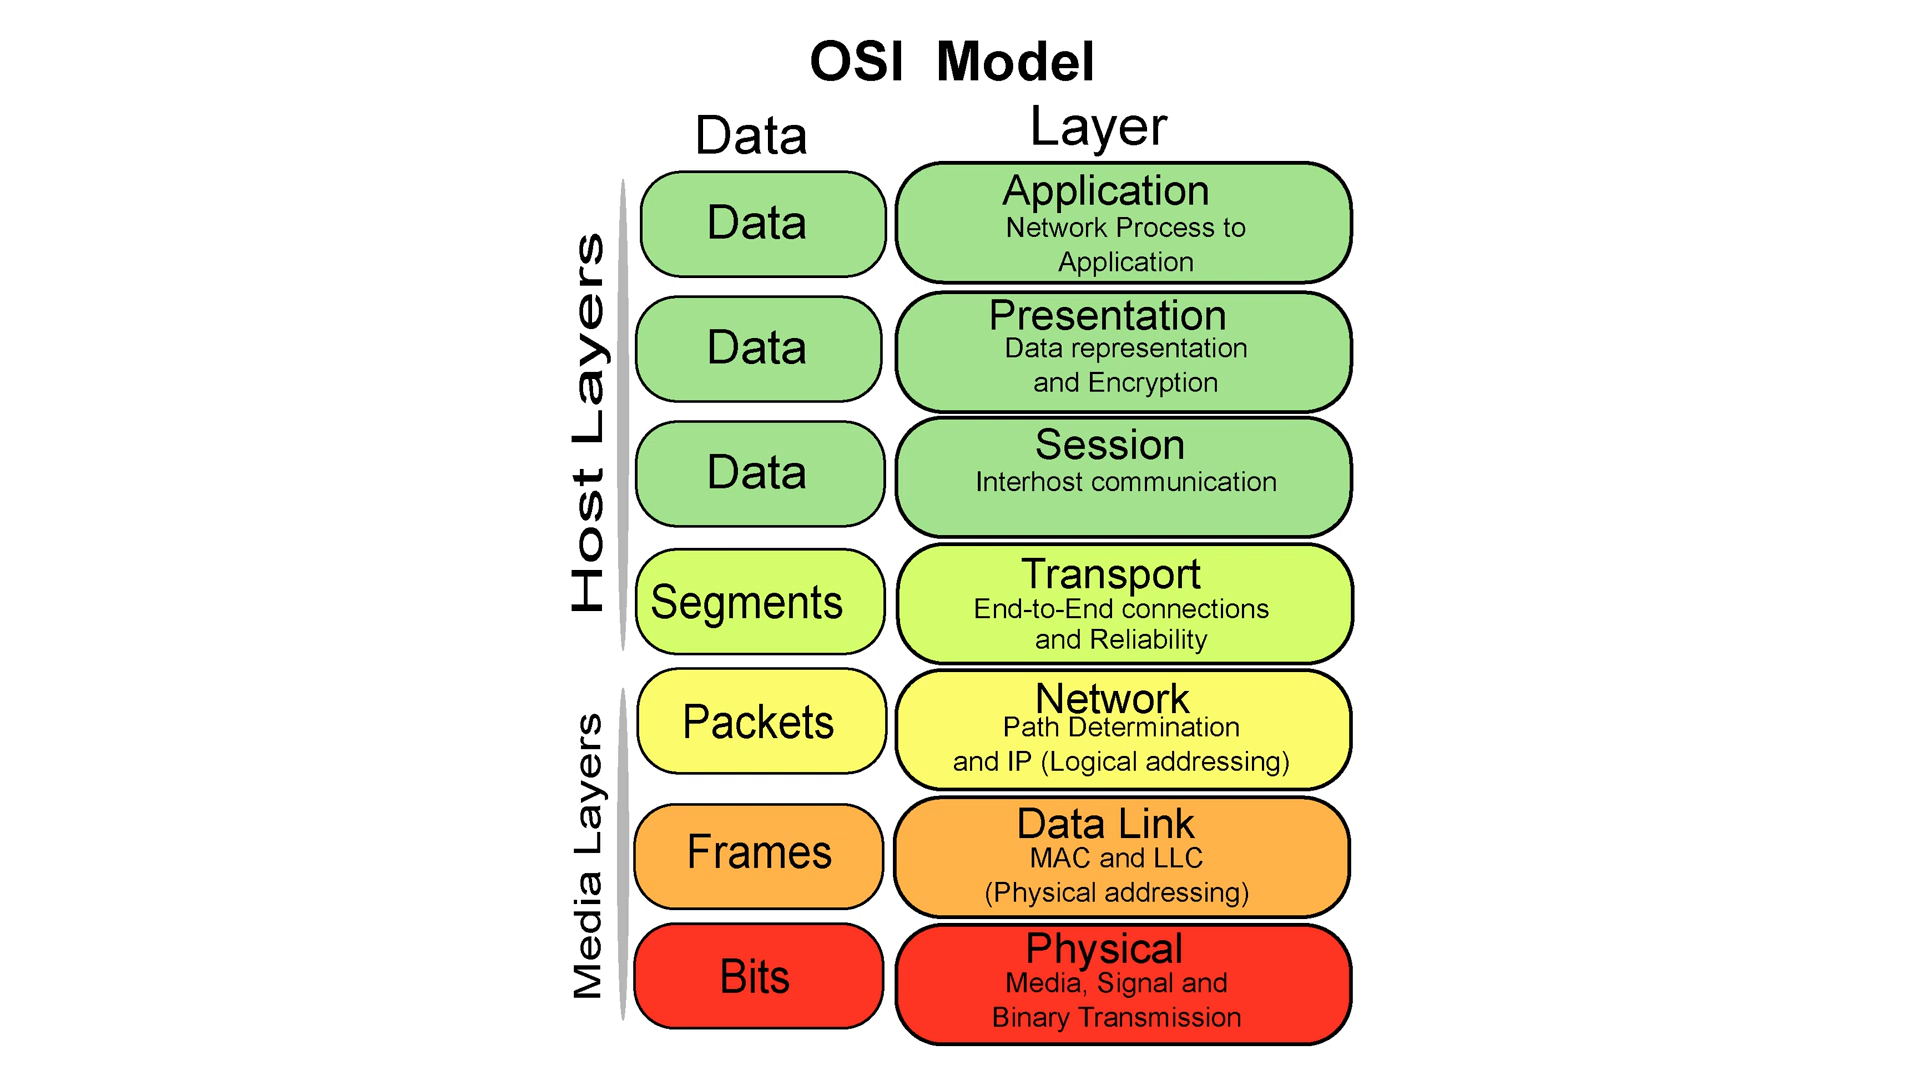 OSI Model
Data
Layer
Host Layers
Data
Application
Network Process to
Application
Data
Presentation
Data representation
and Encryption
Data
Session
Interhost communication
Segments
Transport
End-to-End connections
and Reliability
Media Layers
Packets
Network
Path Determination
and IP (Logical addressing)
Frames
Data Link
MAC and LLC
(Physical addressing)
Bits
Physical
Media, Signal and
Binary Transmission